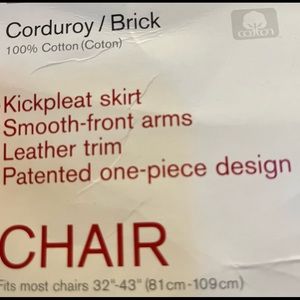 Corduroy / Brick
100% Cotton (Coton)
COTTON
Kickpleat skirt
Smooth-front arms
Leather trim
Patented one-piece design
CHAIR
Fits most chairs 32"-43" (81cm-109cm)